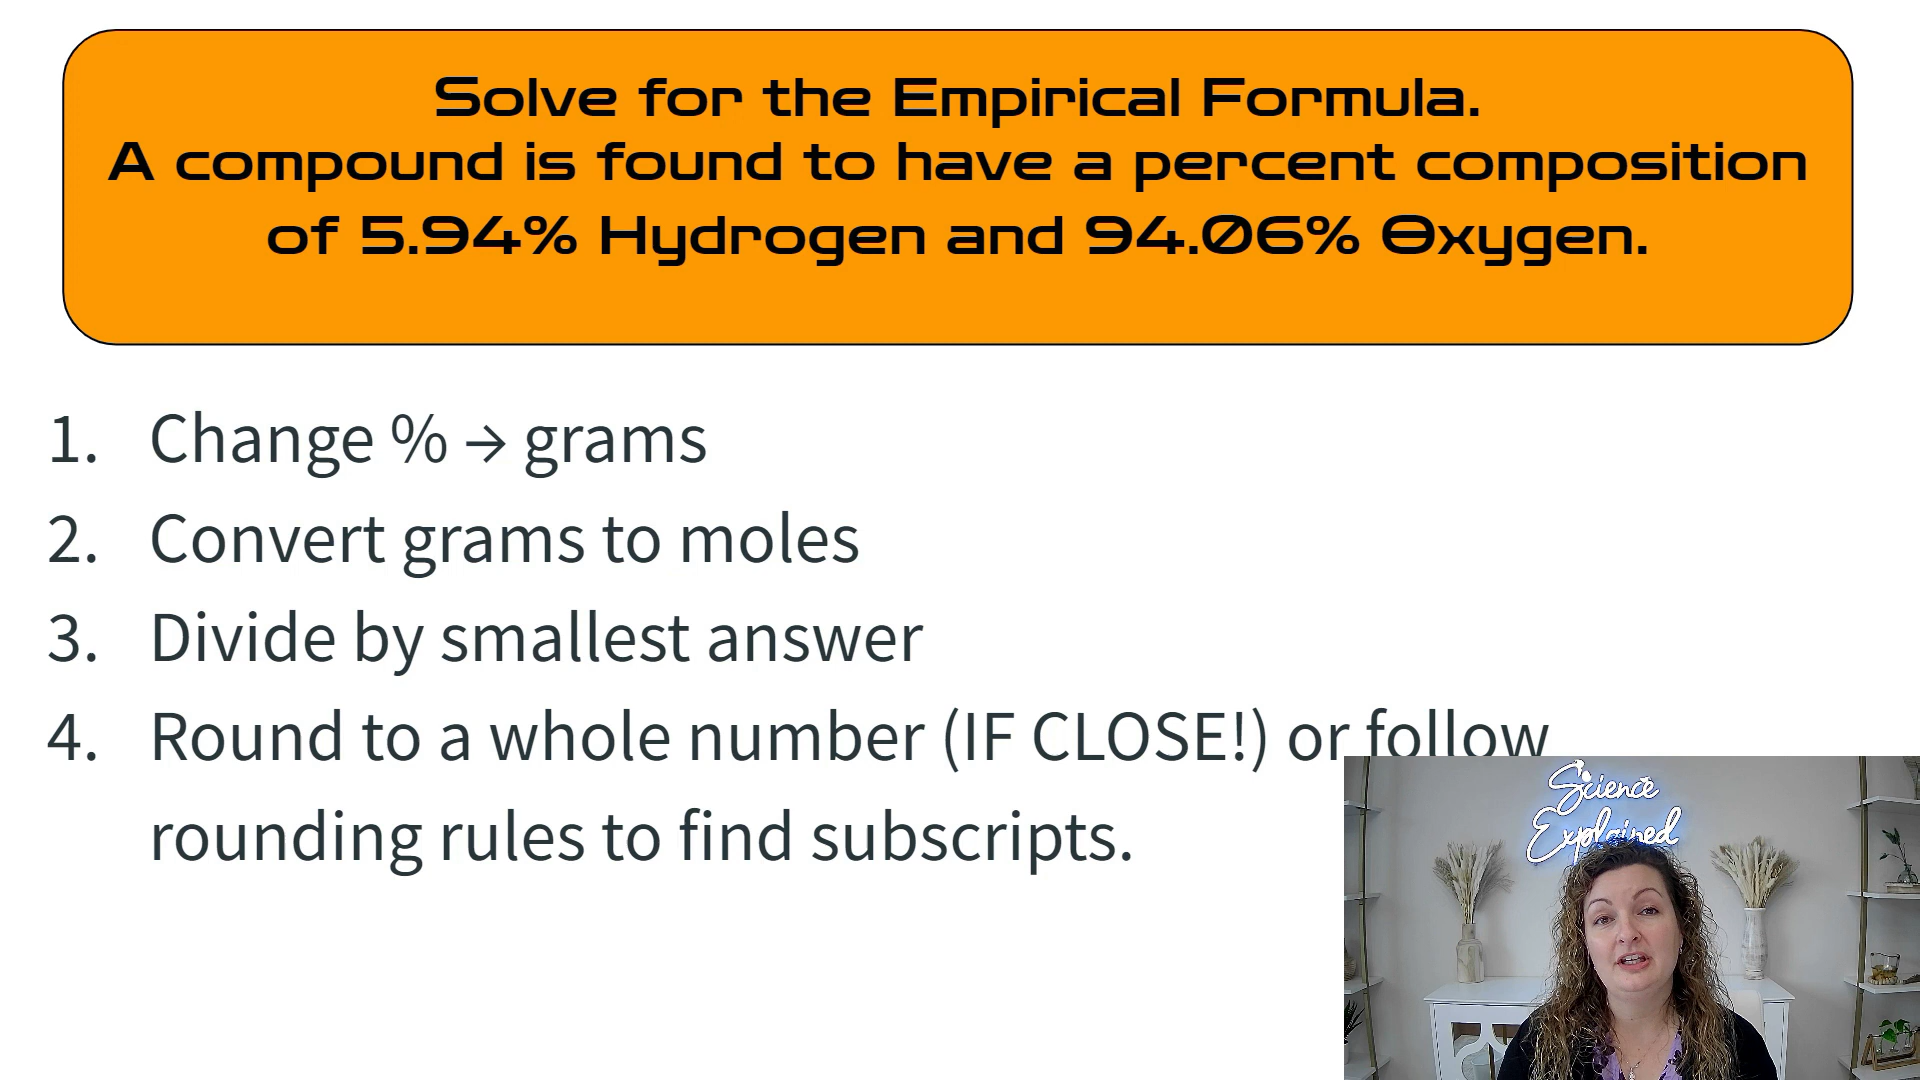 Solve for the Empirical Formula.
A compound is found to have a percent composition
of 5.94% Hydrogen and 94.06% Oxygen.
1. Change % → grams
2. Convert grams to moles
3. Divide by smallest answer
4. Round to a whole number (IF CLOSE!) or follow
rounding rules to find subscripts.
Science
Explained